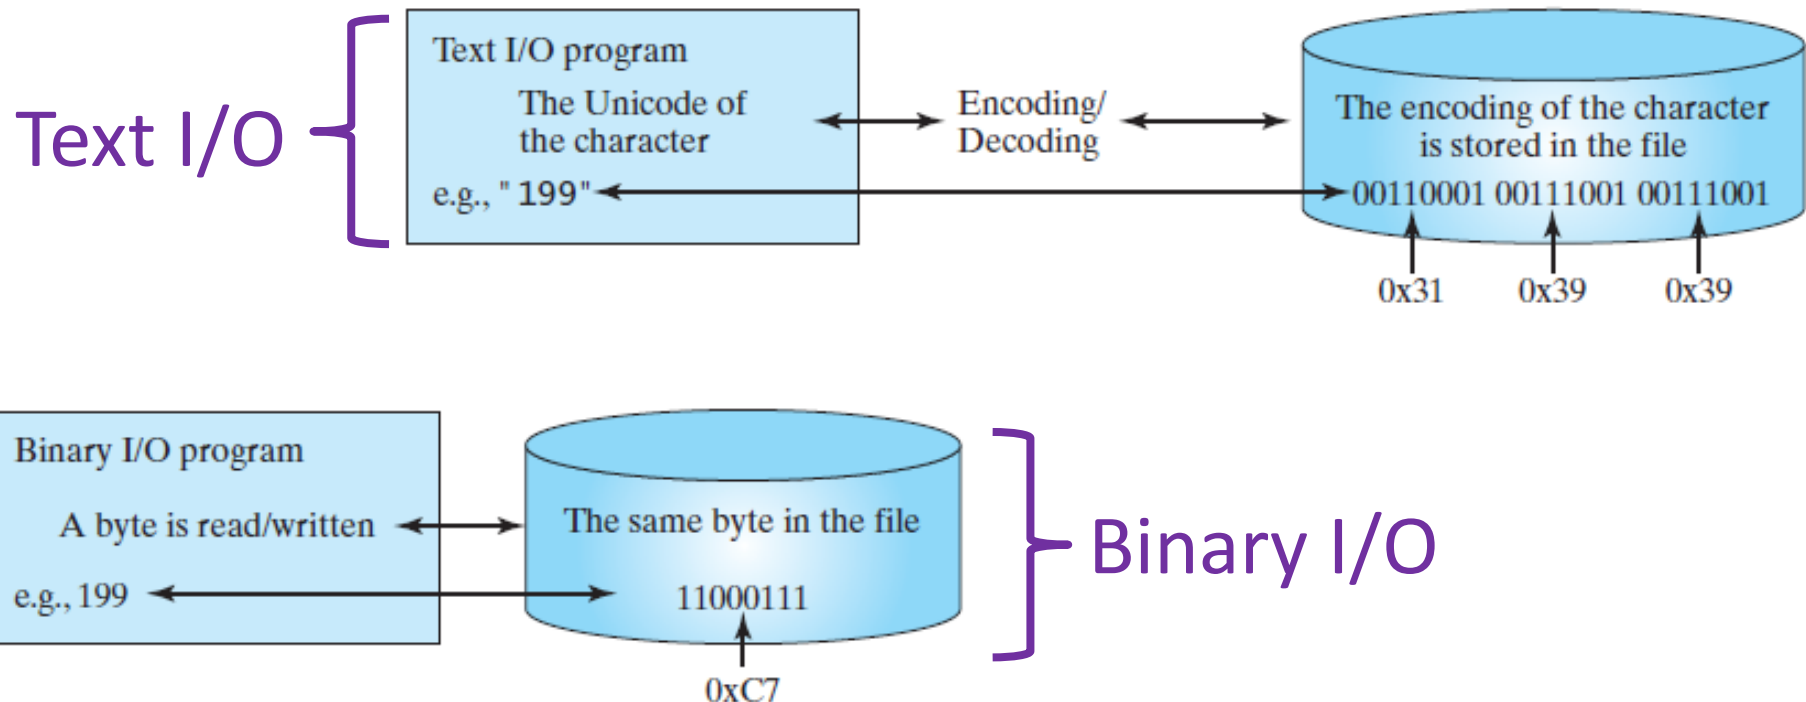 Text I/O
Text I/O program
The Unicode of
the character
e.g., "199"
Encoding/
Decoding
The encoding of the character
is stored in the file
00110001 00111001 00111001
0x31 0x39 0x39
Binary I/O program
A byte is read/written
e.g., 199
The same byte in the file
11000111
0xC7
Binary I/O